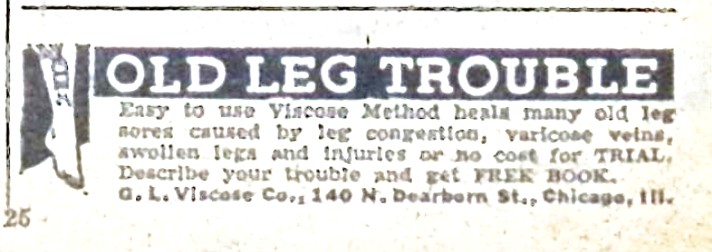 OLD LEG TROUBLE
Easy to use Viscose Method heals many old leg
sores caused by leg congestion, varicose veins,
swollen legs and injuries or no cost for TRIAL.
Describe your trouble and get FREE BOOK.
G. L. Viscose Co., 140 N. Dearborn St., Chicago, Ill.
25